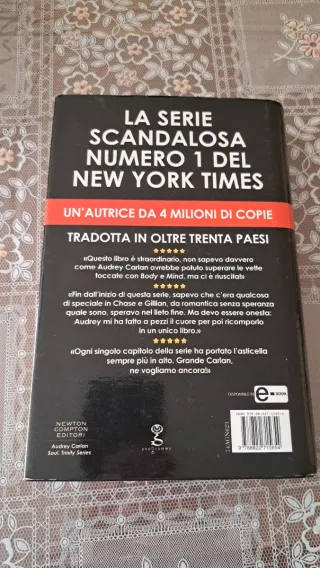 LA SERIE
SCANDALOSA
NUMERO 1 DEL
NEW YORK TIMES
UN'AUTRICE DA 4 MILIONI DI COPIE
TRADOTTA IN OLTRE TRENTA PAESI
«Questo libro è straordinario, non sapevo davvero
come Audrey Carlan avrebbe potuto superare le vette
toccate con Body e Mind, ma ci è riuscita!»
«Fin dall'inizio di questa serie, sapevo che c'era qualcosa
di speciale in Chase e Gillian, da romantica senza speranza
quale sono, speravo nel lieto fine. Ma devo essere onesta:
Audrey mi ha fatto a pezzi il cuore per poi ricomporlo
in un unico libro.»
«Ogni singolo capitolo della serie ha portato l'asticella
sempre più in alto. Grande Carlan,
ne vogliamo ancora!»
DISPONIBILE IN
e BOOK
NEWTON
COMPTON
EDITORI
Audrey Carlan
Soul. Trinity Series